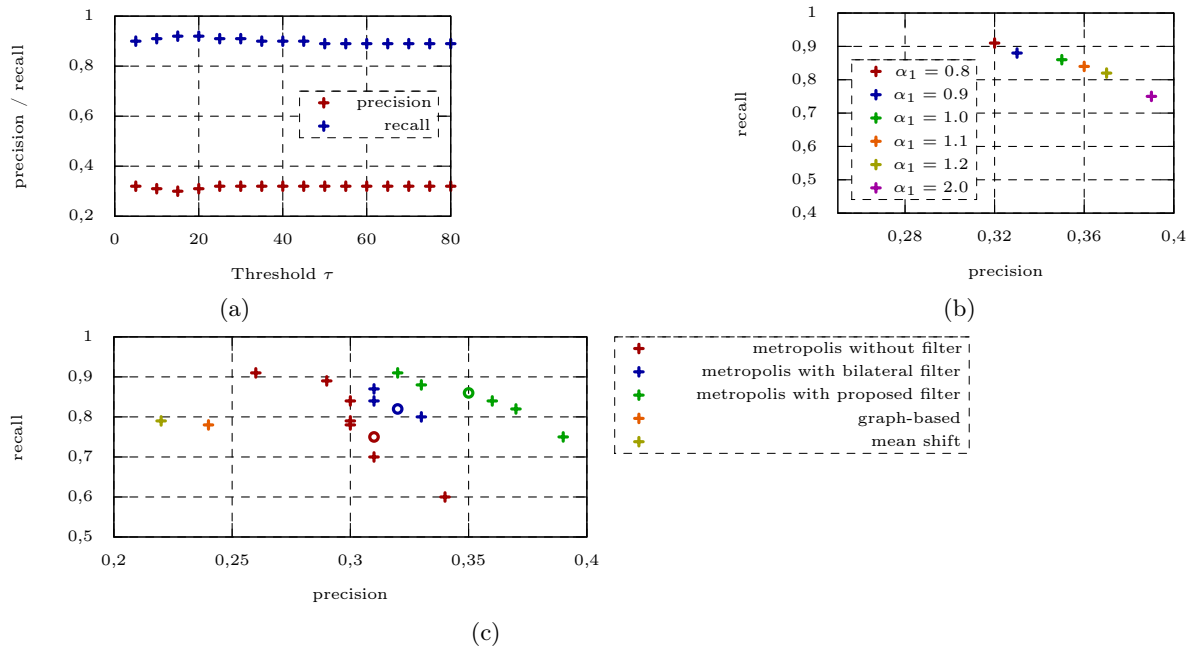 1
0,8
0,6
0,4
0,2
0
20
40
60
80
precision / recall
Threshold τ
precision
recall
(a)
1
0,9
0,8
0,7
0,6
0,5
0,4
0,28
0,32
0,36
0,4
recall
precision
α1 = 0.8
α1 = 0.9
α1 = 1.0
α1 = 1.1
α1 = 1.2
α1 = 2.0
(b)
1
0,9
0,8
0,7
0,6
0,5
0,2
0,25
0,3
0,35
0,4
recall
precision
metropolis without filter
metropolis with bilateral filter
metropolis with proposed filter
graph-based
mean shift
(c)